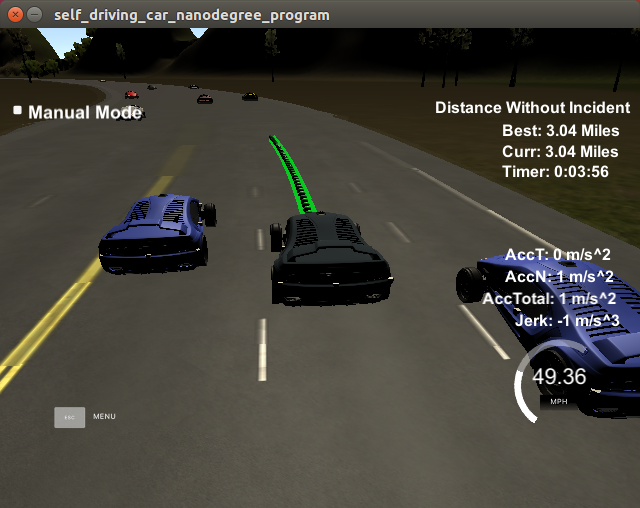 self_driving_car_nanodegree_program
Manual Mode
Distance Without Incident
Best: 3.04 Miles
Curr: 3.04 Miles
Timer: 0:03:56
AccT: 0 m/s^2
AccN: 1 m/s^2
AccTotal: 1 m/s^2
Jerk: -1 m/s^3
49.36
MPH
ESC MENU